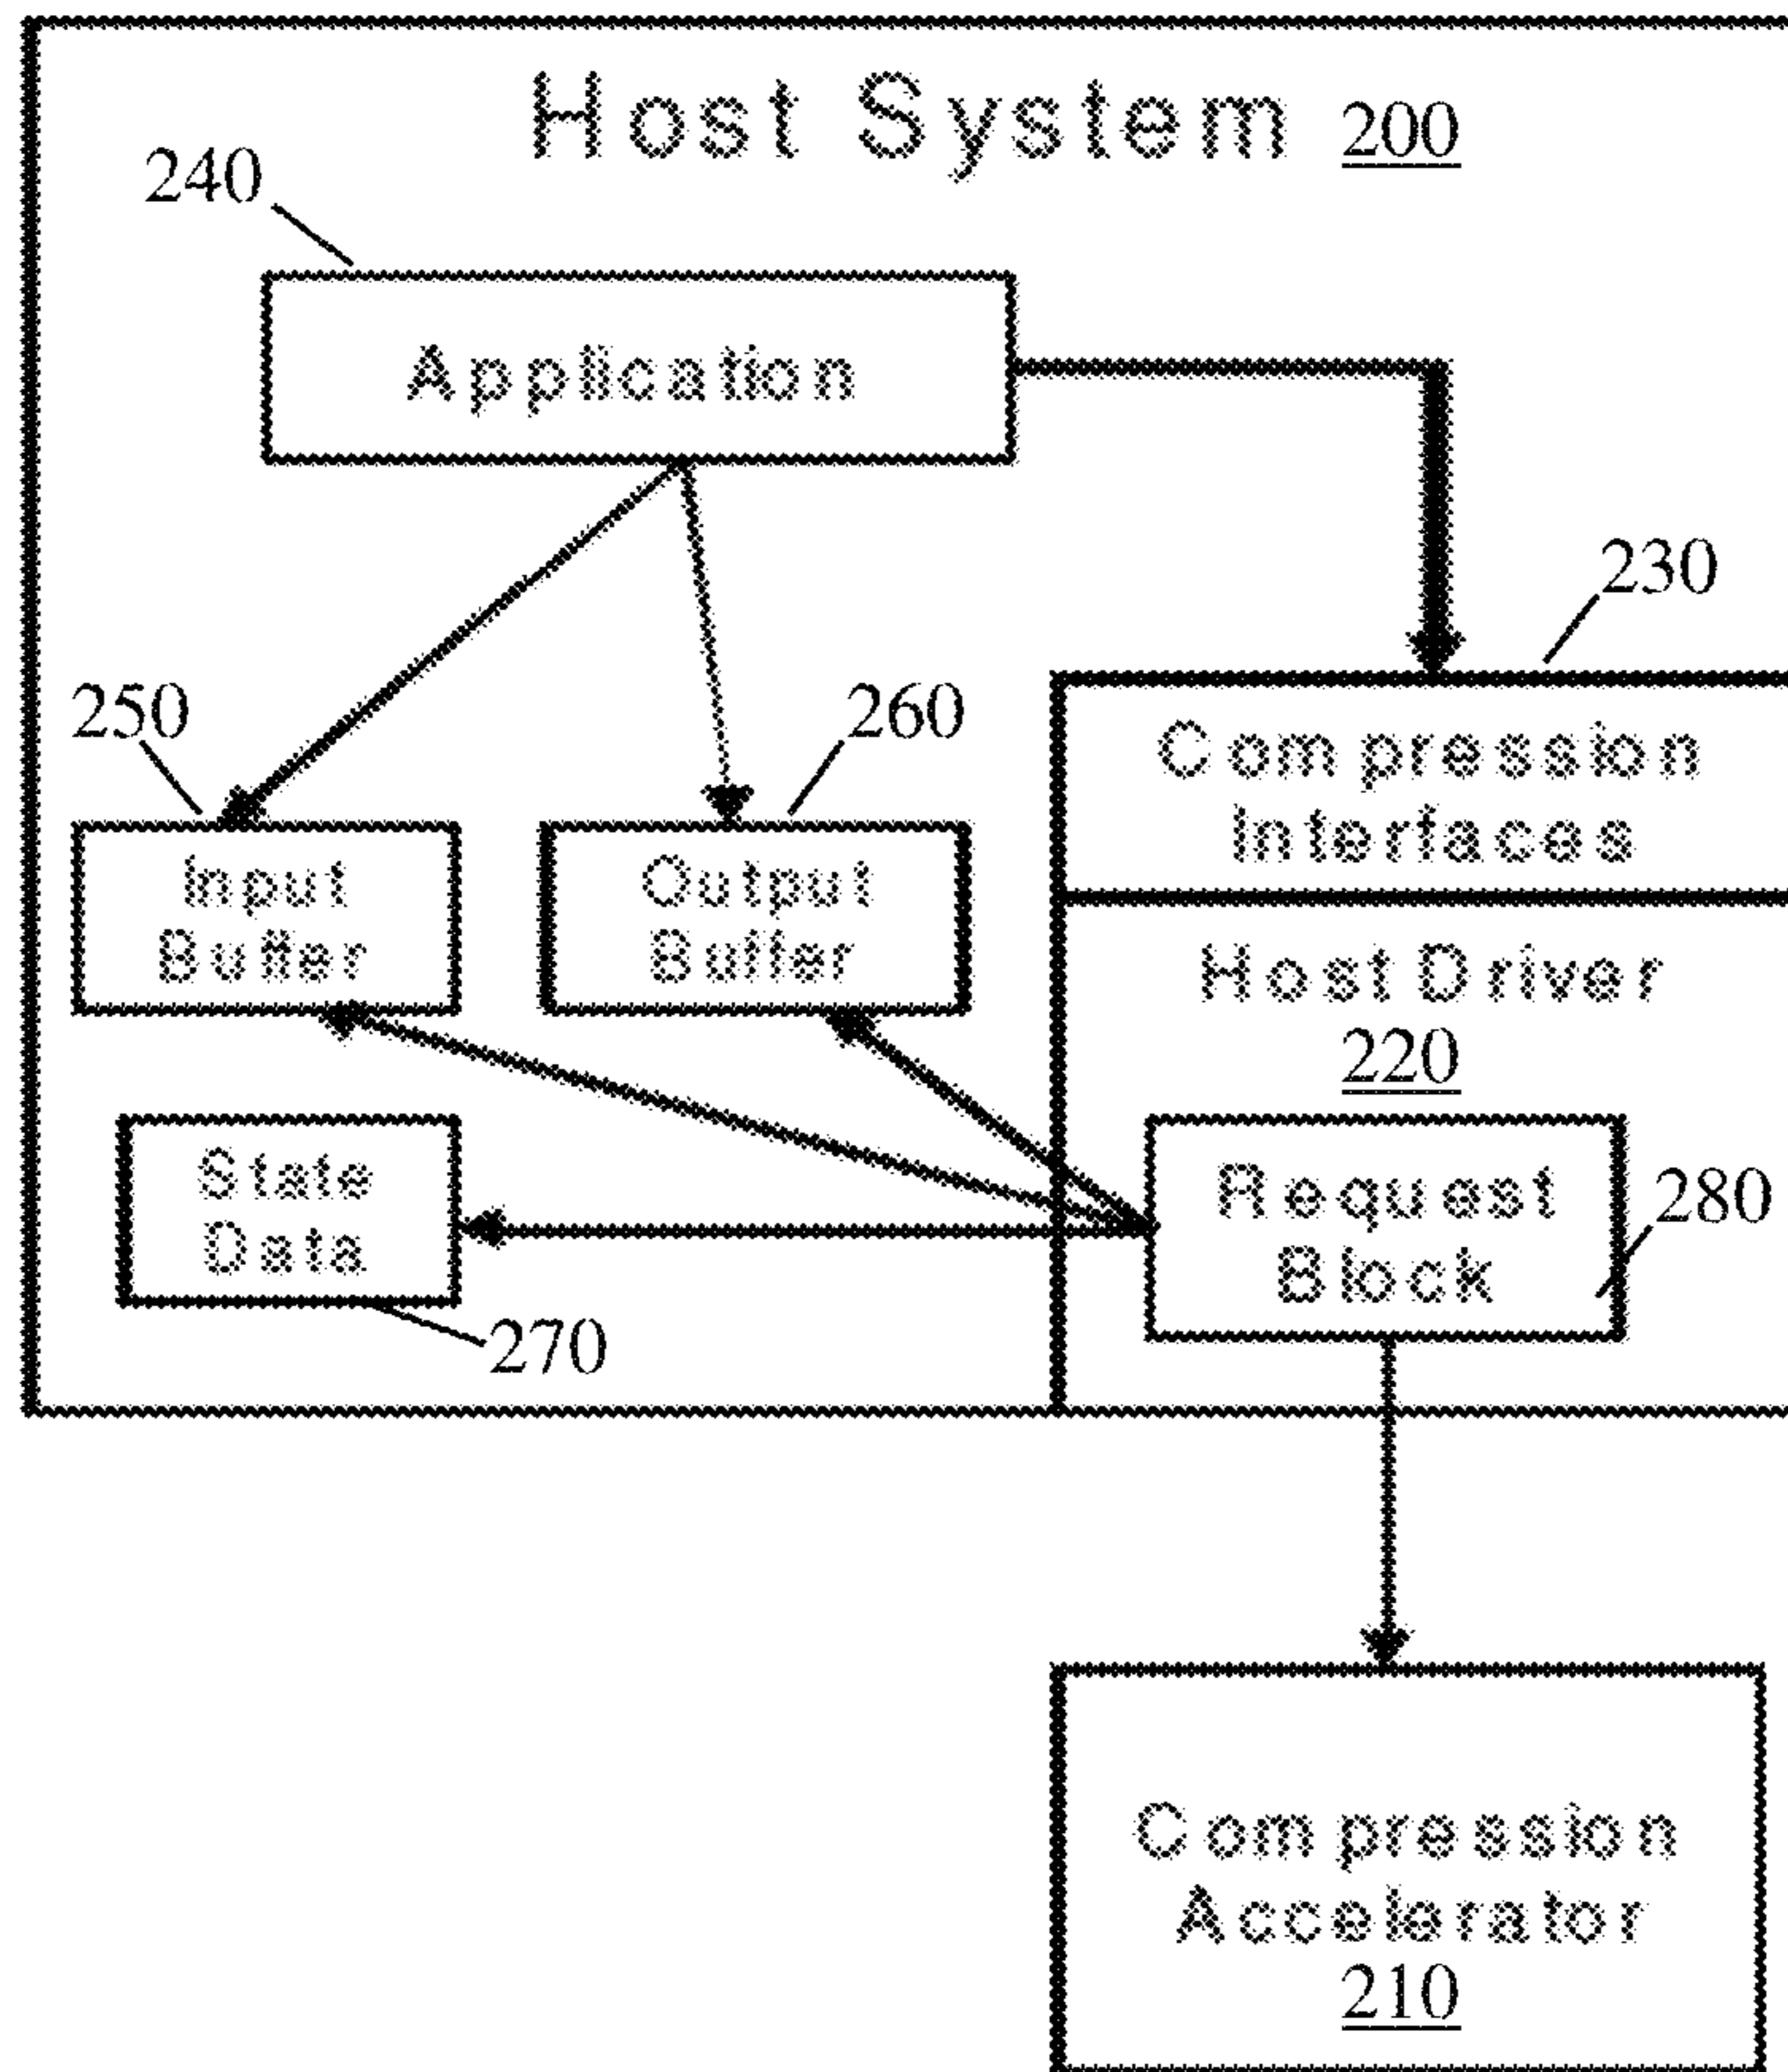 Host System 200
240
Application
230
250
260
Compression
Interfaces
Input
Buffer
Output
Buffer
Host Driver
220
State
Data
Request
Block
280
270
Compression
Accelerator
210